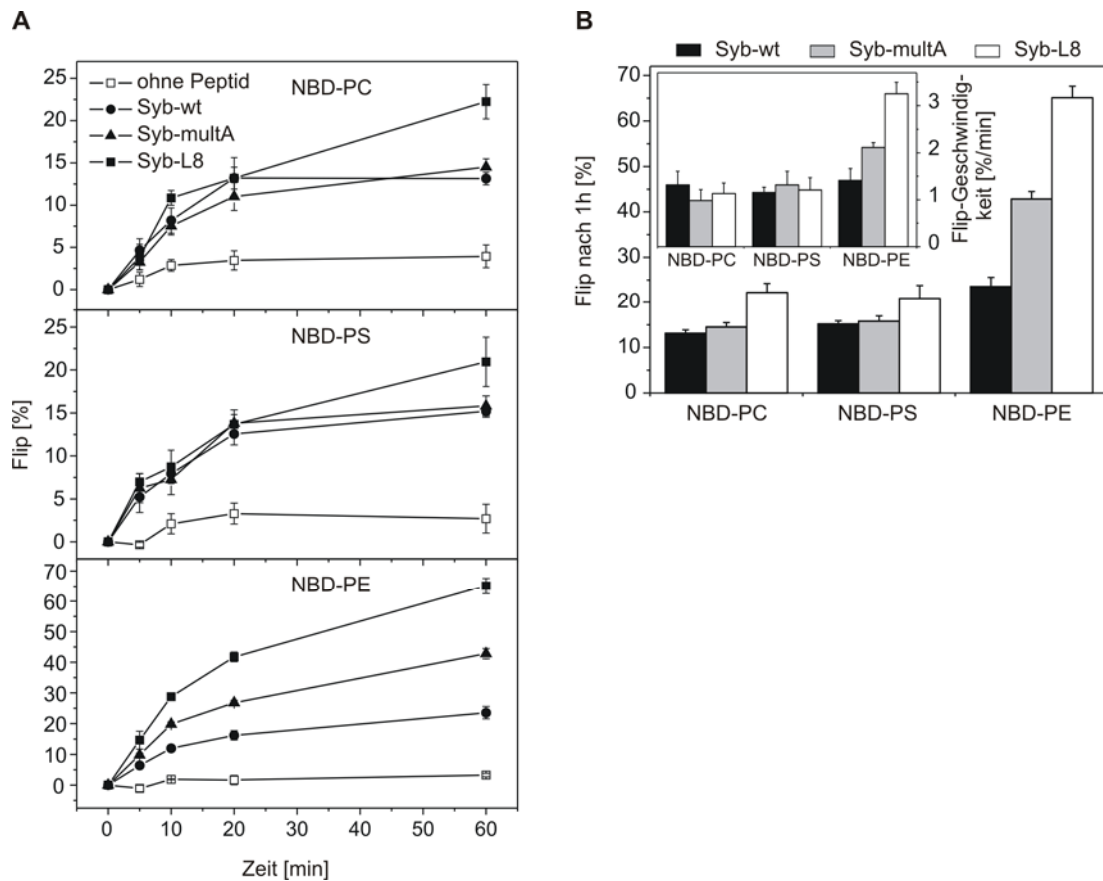 A
25
20
15
10
5
0
ohne Peptid
Syb-wt
Syb-multA
Syb-L8
NBD-PC
25
20
15
10
5
0
NBD-PS
Flip [%]
70
60
50
40
30
20
10
0
NBD-PE
0 10 20 30 40 50 60
Zeit [min]
B
Syb-wt Syb-multA Syb-L8
70
60
50
40
30
20
10
0
Flip nach 1h [%]
3
2
1
0
Flip-Geschwindig-
keit [%/min]
NBD-PC NBD-PS NBD-PE
NBD-PC NBD-PS NBD-PE